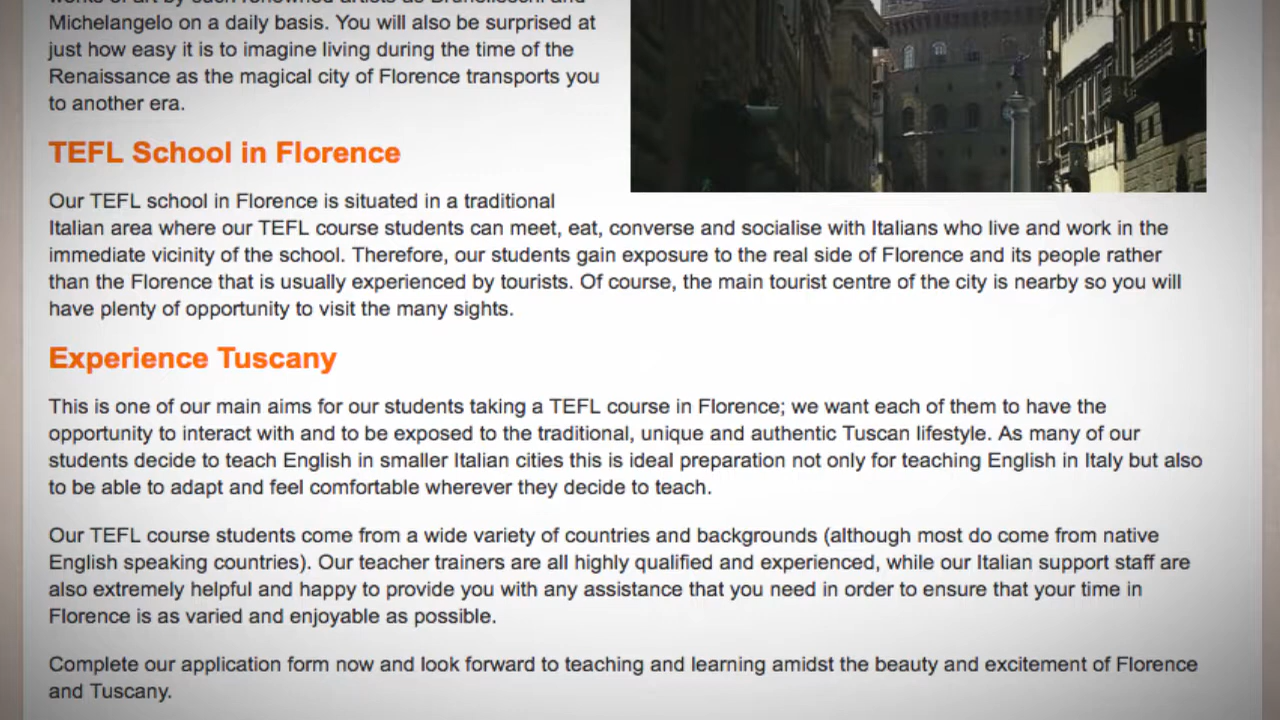 Michelangelo on a daily basis. You will also be surprised at
just how easy it is to imagine living during the time of the
Renaissance as the magical city of Florence transports you
to another era.
TEFL School in Florence
Our TEFL school in Florence is situated in a traditional
Italian area where our TEFL course students can meet, eat, converse and socialise with Italians who live and work in the
immediate vicinity of the school. Therefore, our students gain exposure to the real side of Florence and its people rather
than the Florence that is usually experienced by tourists. Of course, the main tourist centre of the city is nearby so you will
have plenty of opportunity to visit the many sights.
Experience Tuscany
This is one of our main aims for our students taking a TEFL course in Florence; we want each of them to have the
opportunity to interact with and to be exposed to the traditional, unique and authentic Tuscan lifestyle. As many of our
students decide to teach English in smaller Italian cities this is ideal preparation not only for teaching English in Italy but also
to be able to adapt and feel comfortable wherever they decide to teach.
Our TEFL course students come from a wide variety of countries and backgrounds (although most do come from native
English speaking countries). Our teacher trainers are all highly qualified and experienced, while our Italian support staff are
also extremely helpful and happy to provide you with any assistance that you need in order to ensure that your time in
Florence is as varied and enjoyable as possible.
Complete our application form now and look forward to teaching and learning amidst the beauty and excitement of Florence
and Tuscany.